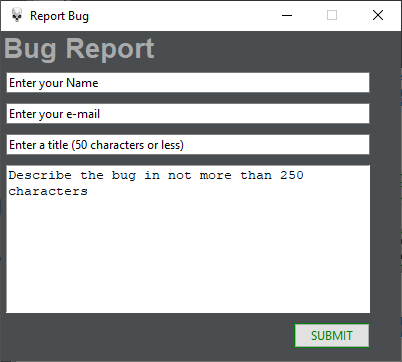 Report Bug
Bug Report
Enter your Name
Enter your e-mail
Enter a title (50 characters or less)
Describe the bug in not more than 250
characters
SUBMIT